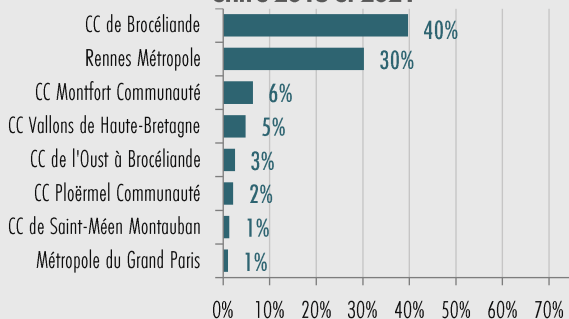 CC de Brocéliande 40%
Rennes Métropole 30%
CC Montfort Communauté 6%
CC Vallons de Haute-Bretagne 5%
CC de l'Oust à Brocéliande 3%
CC Ploërmel Communauté 2%
CC de Saint-Méen Montauban 1%
Métropole du Grand Paris 1%
0% 10% 20% 30% 40% 50% 60% 70%